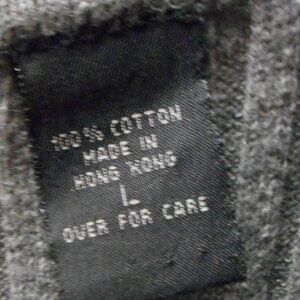 100% COTTON
MADE IN
HONG KONG
L
OVER FOR CARE